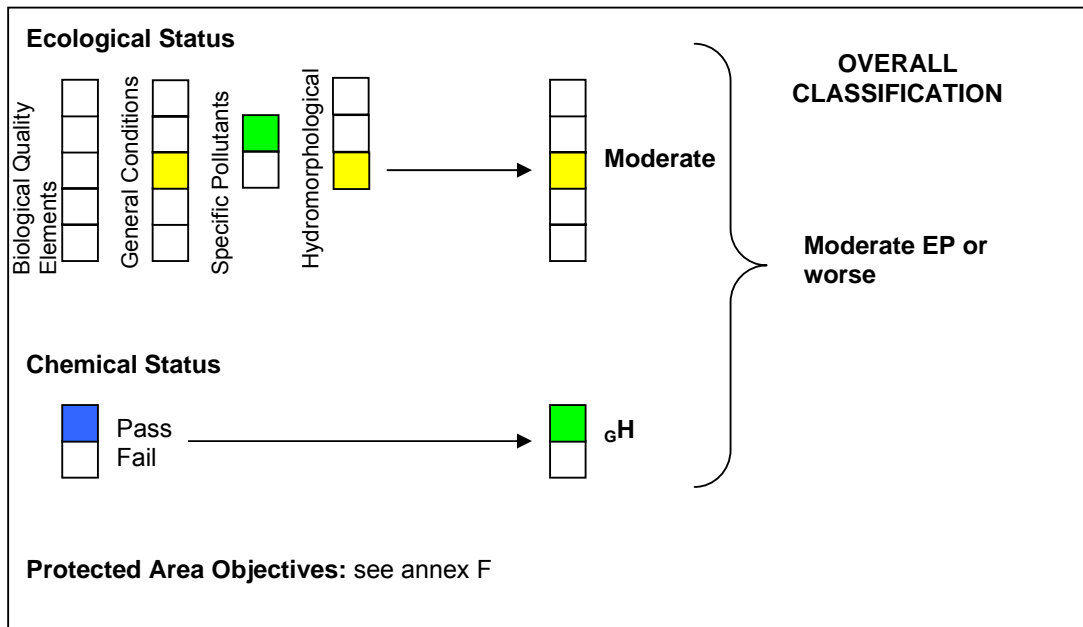 Ecological Status
Biological Quality
Elements
General Conditions
Specific Pollutants
Hydromorphological
Moderate
OVERALL
CLASSIFICATION
Moderate EP or
worse
Chemical Status
Pass
Fail
GH
Protected Area Objectives: see annex F